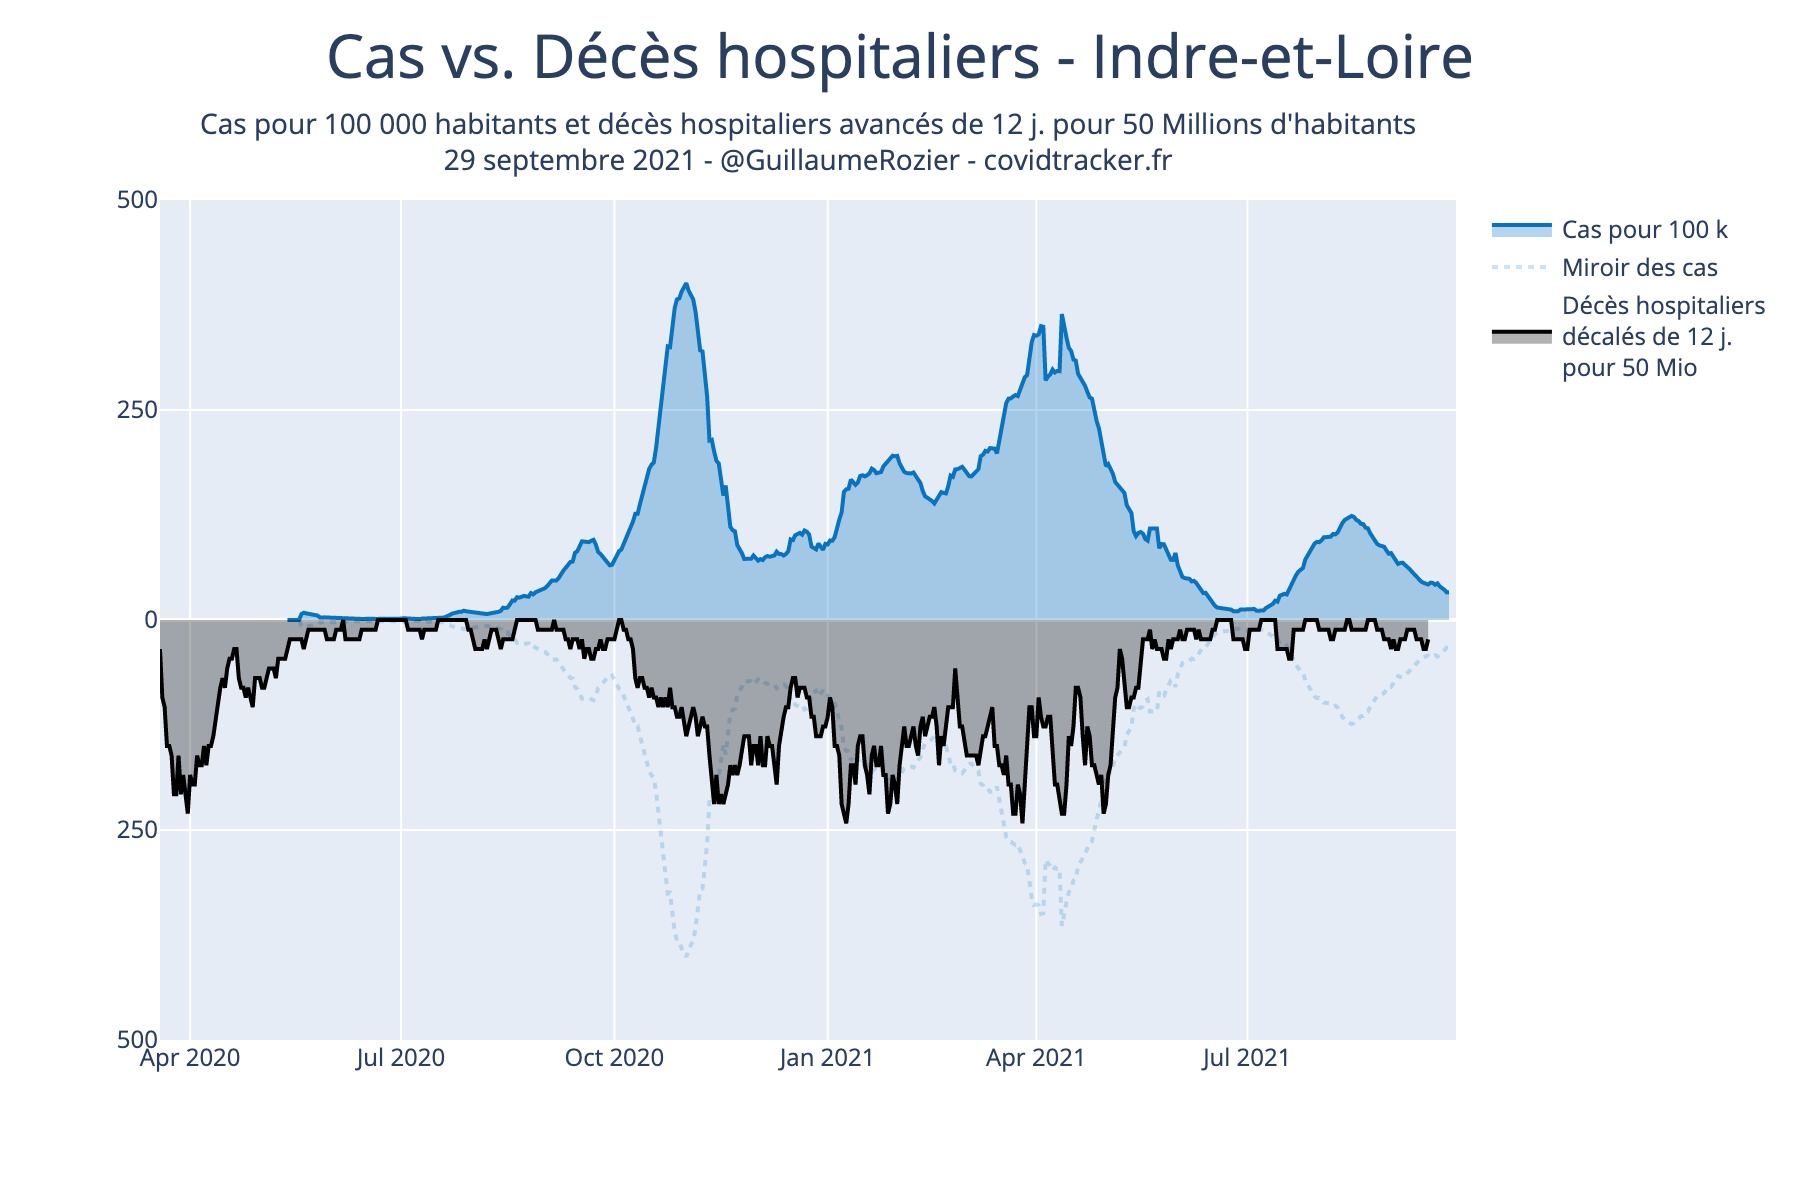 Cas vs. Décès hospitaliers - Indre-et-Loire
Cas pour 100 000 habitants et décès hospitaliers avancés de 12 j. pour 50 Millions d'habitants
29 septembre 2021 - @GuillaumeRozier - covidtracker.fr
500
250
0
250
500
Apr 2020
Jul 2020
Oct 2020
Jan 2021
Apr 2021
Jul 2021
Cas pour 100 k
Miroir des cas
Décès hospitaliers
décalés de 12 j.
pour 50 Mio